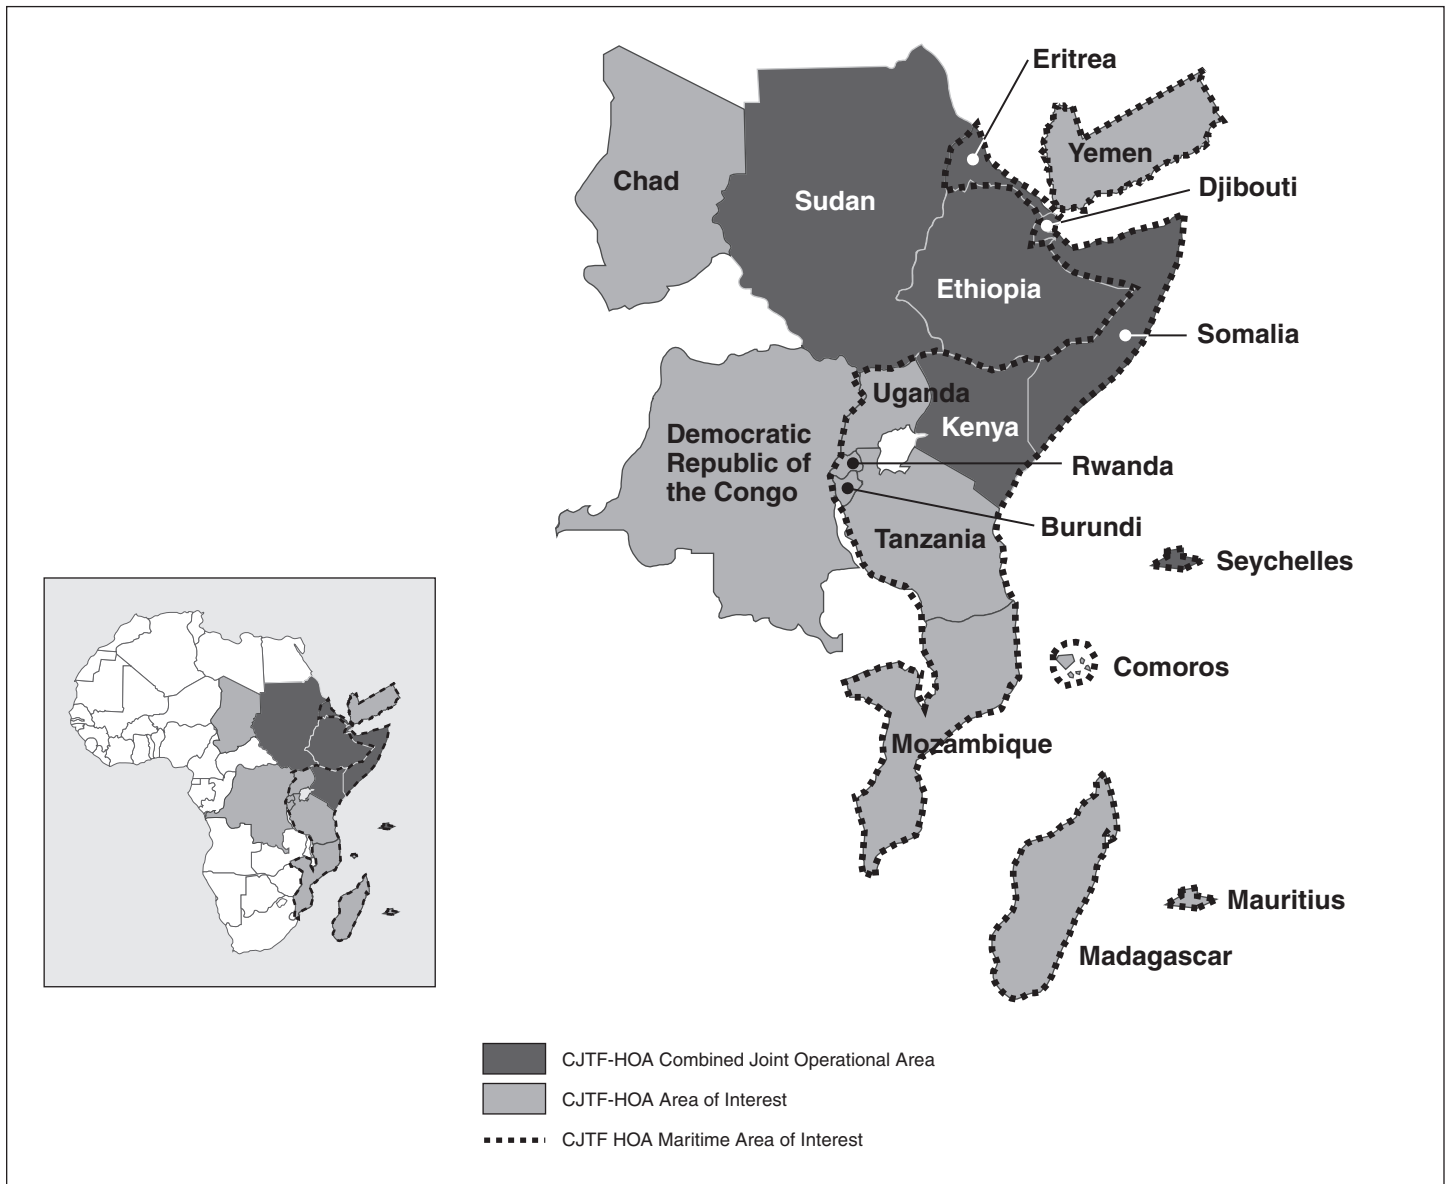 Eritrea
Yemen
Chad
Djibouti
Sudan
Ethiopia
Somalia
Uganda
Kenya
Democratic
Republic of
the Congo
Rwanda
Burundi
Tanzania
Seychelles
Comoros
Mozambique
Mauritius
Madagascar
CJTF-HOA Combined Joint Operational Area
CJTF-HOA Area of Interest
CJTF HOA Maritime Area of Interest